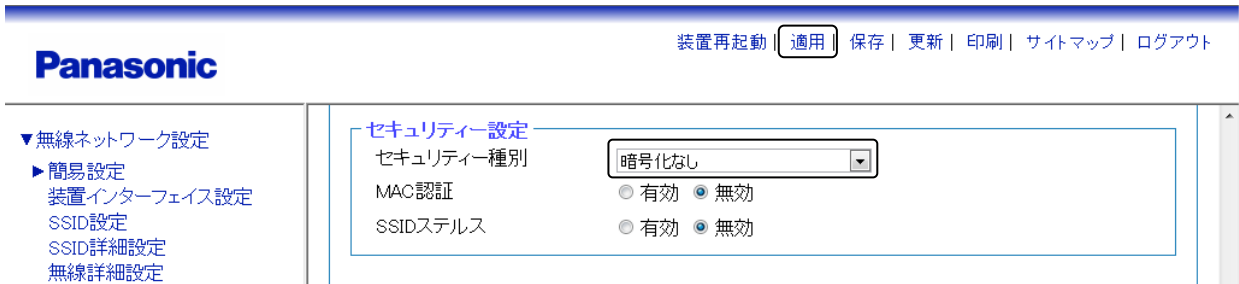 Panasonic
装置再起動| 適用| 保存| 更新| 印刷| サイトマップ| ログアウト
▼無線ネットワーク設定
▶簡易設定
装置インターフェイス設定
SSID設定
SSID詳細設定
無線詳細設定
セキュリティー設定
セキュリティー種別 暗号化なし
MAC認証 有効 無効
SSIDステルス 有効 無効